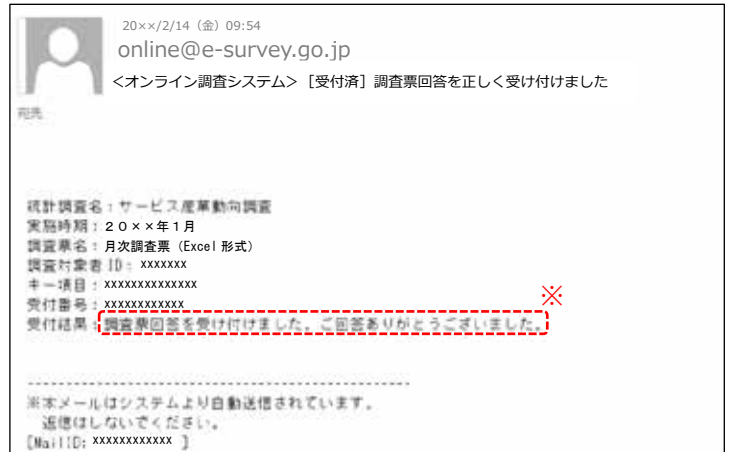 20××/2/14（金）09:54
online@e-survey.go.jp
＜オンライン調査システム＞［受付済］調査票回答を正しく受け付けました
宛先
統計調査名：サービス産業動向調査
実施時期：２０××年１月
調査票名：月次調査票（Excel 形式）
調査対象者 ID：xxxxxxx
キー項目：xxxxxxxxxxxxxx
※
受付番号：xxxxxxxxxxxx
受付結果：調査票回答を受け付けました。ご回答ありがとうございました。
------------------------------------------------
※本メールはシステムより自動送信されています。
返信はしないでください。
[MailID: xxxxxxxxxxxx ]